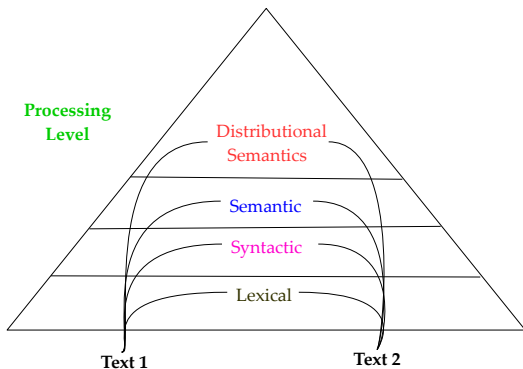 Processing
Level
Distributional
Semantics
Semantic
Syntactic
Lexical
Text 1
Text 2